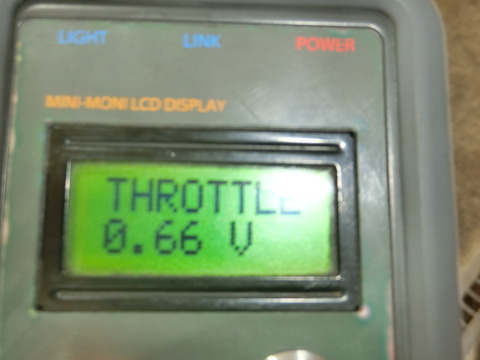 LIGHT LINK POWER
MINI-MONI LCD DISPLAY
THROTTLE
0.66 V